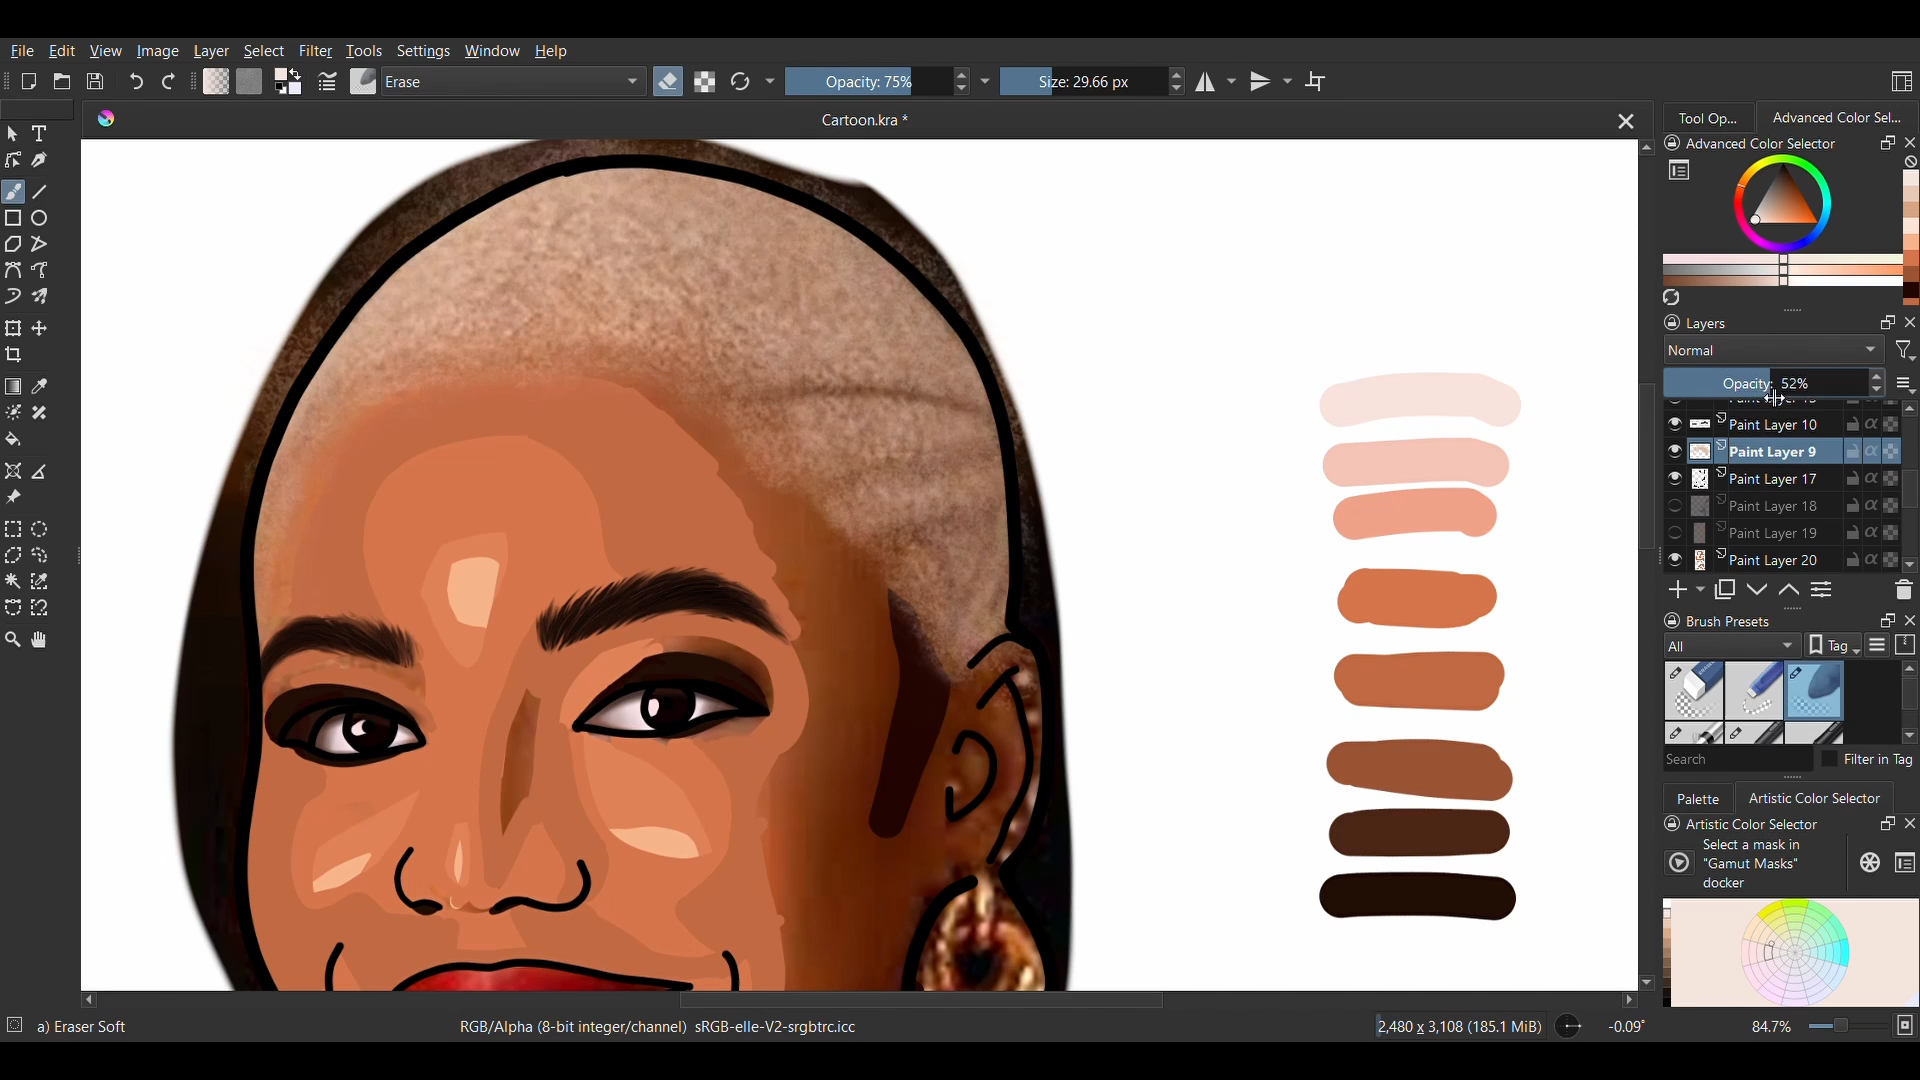 File Edit View Image Layer Select Filter Tools Settings Window Help
Erase Opacity: 75% Size: 29.66 px
Cartoon.kra *
Tool Op... Advanced Color Sel...
Advanced Color Selector
Layers
Normal
Opacity: 52%
Paint Layer 10
Paint Layer 9
Paint Layer 17
Paint Layer 18
Paint Layer 19
Paint Layer 20
Brush Presets
All Tag
Search Filter in Tag
Palette Artistic Color Selector
Artistic Color Selector
Select a mask in
"Gamut Masks"
docker
a) Eraser Soft RGB/Alpha (8-bit integer/channel) sRGB-elle-V2-srgbtrc.icc 2,480 x 3,108 (185.1 MiB) -0.09° 84.7%